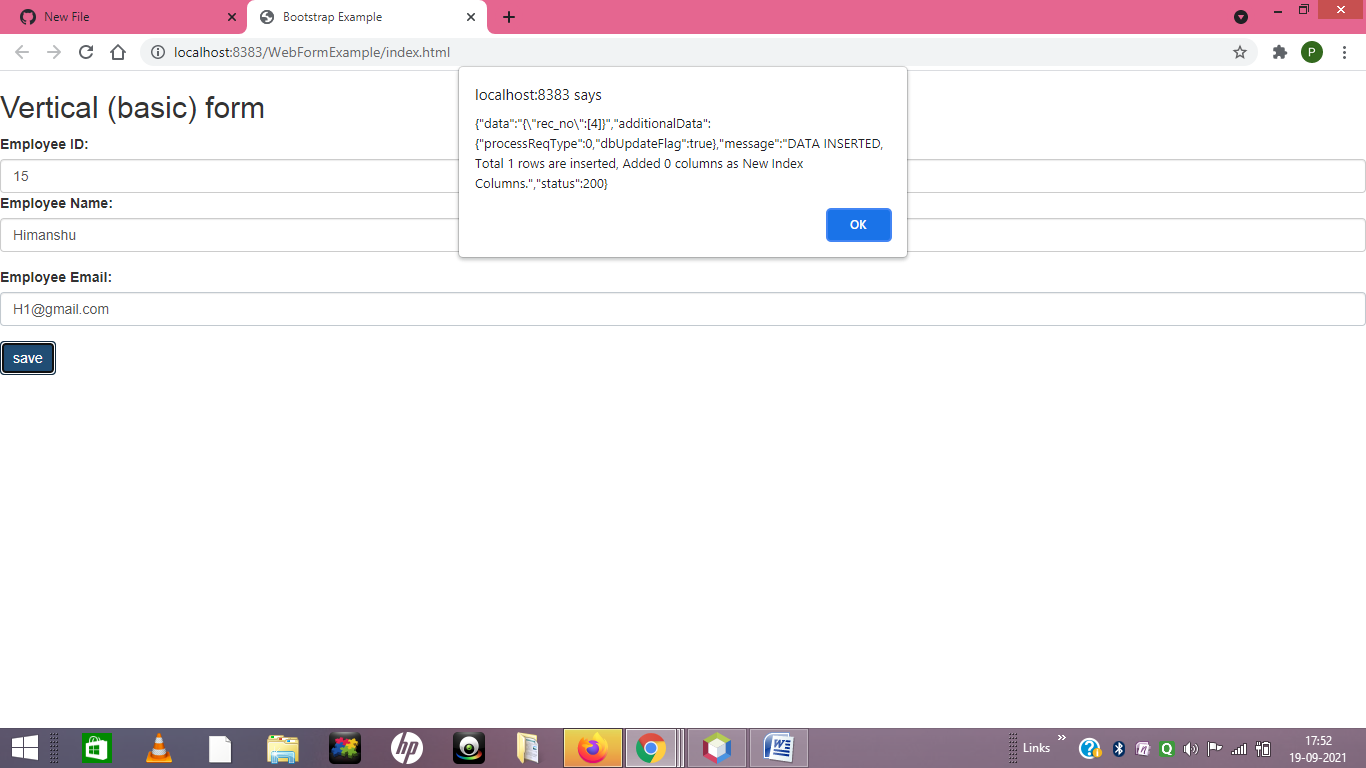 New File
Bootstrap Example
localhost:8383/WebFormExample/index.html
P
localhost:8383 says
{"data":"{\"rec_no\":[4]}","additionalData":
{"processReqType":0,"dbUpdateFlag":true},"message":"DATA INSERTED,
Total 1 rows are inserted, Added 0 columns as New Index
Columns.","status":200}
OK
Vertical (basic) form
Employee ID:
15
Employee Name:
Himanshu
Employee Email:
H1@gmail.com
save
hp
Links
17:52
19-09-2021